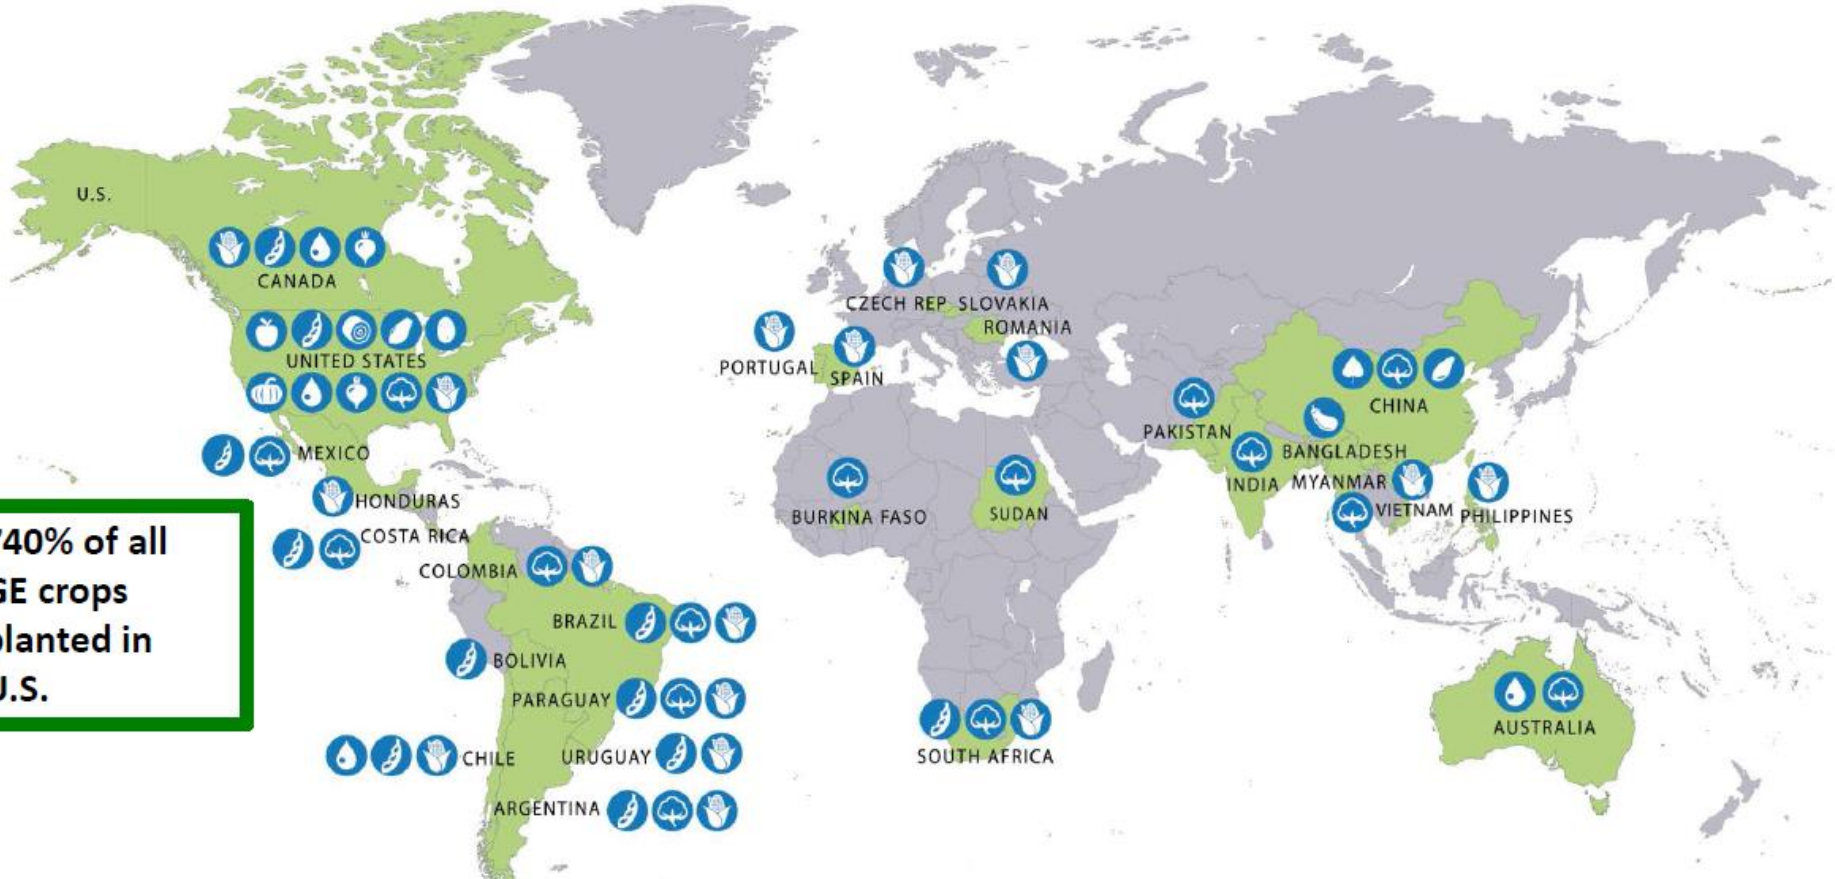 U.S.
CANADA
UNITED STATES
MEXICO
HONDURAS
COSTA RICA
COLOMBIA
BRAZIL
BOLIVIA
PARAGUAY
CHILE
URUGUAY
ARGENTINA
40% of all
GE crops
planted in
U.S.
CZECH REP
SLOVAKIA
ROMANIA
PORTUGAL
SPAIN
BURKINA FASO
SUDAN
SOUTH AFRICA
PAKISTAN
CHINA
BANGLADESH
INDIA
MYANMAR
VIETNAM
PHILIPPINES
AUSTRALIA